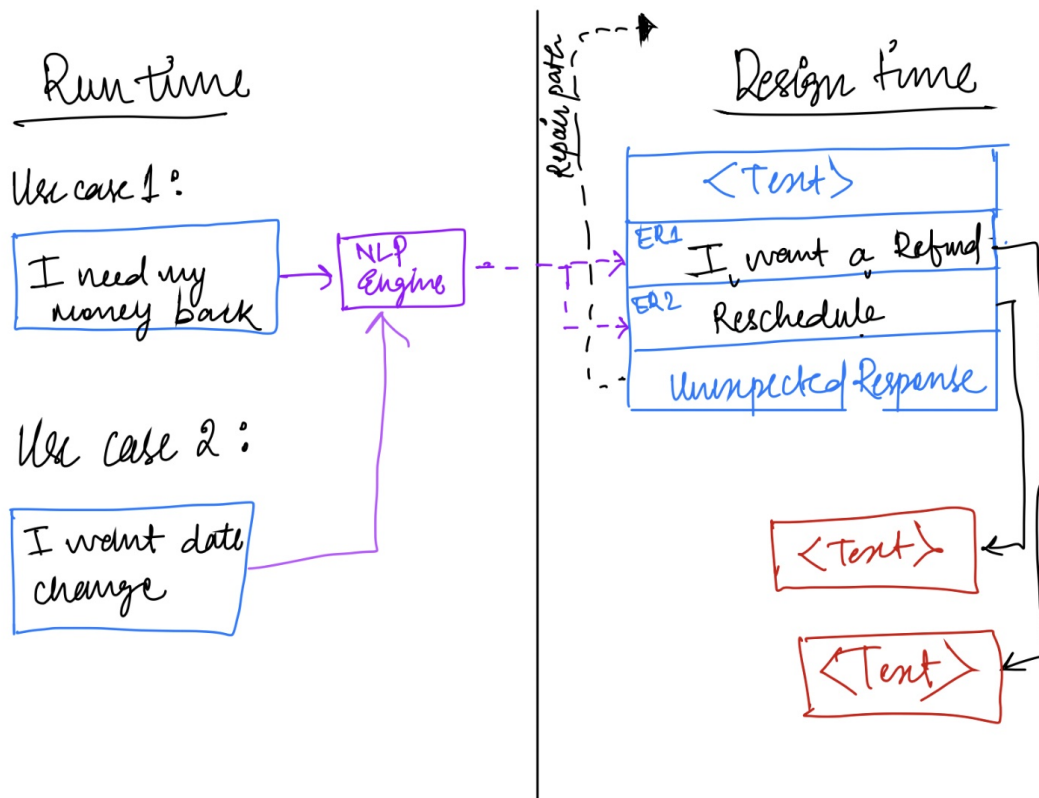 Run time
Use case 1:
I need my
money back
NLP
Engine
Use case 2:
I want date
change
Repair path
Design time
<Text>
ER1
I want a Refund
ER2
Reschedule
Unexpected Response
<Text>
<Text>